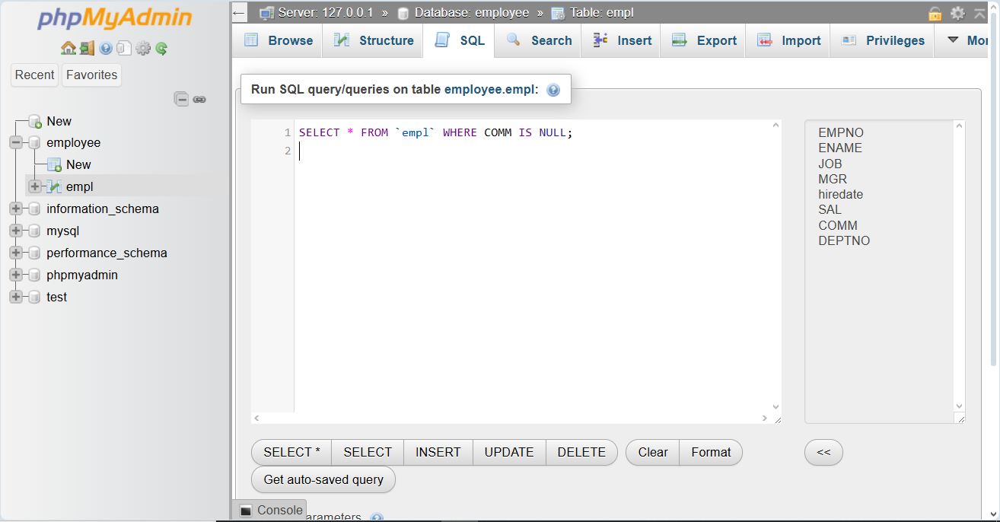 phpMyAdmin
Recent Favorites
New
employee
New
empl
information_schema
mysql
performance_schema
phpmyadmin
test
← Server: 127.0.0.1 » Database: employee » Table: empl
Browse Structure SQL Search Insert Export Import Privileges Mor
Run SQL query/queries on table employee.empl:
1 SELECT * FROM `empl` WHERE COMM IS NULL;
2
EMPNO
ENAME
JOB
MGR
hiredate
SAL
COMM
DEPTNO
SELECT * SELECT INSERT UPDATE DELETE Clear Format <<
Get auto-saved query
Console
arameters